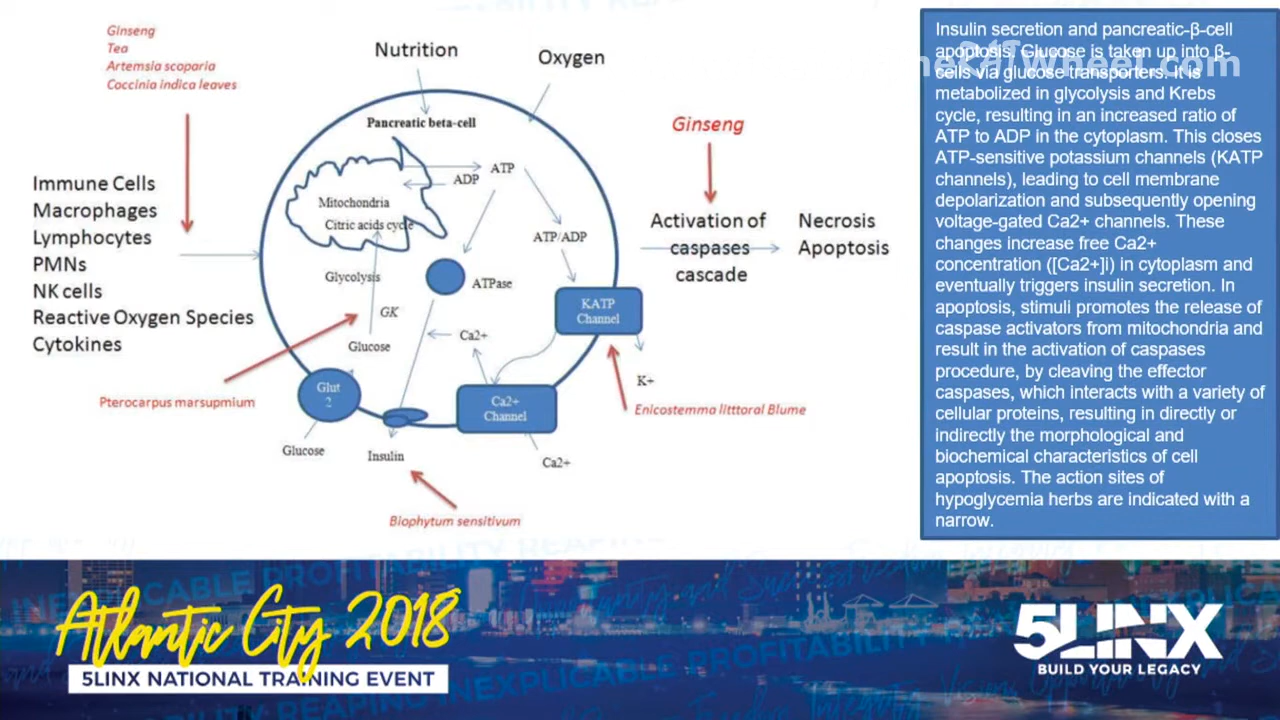 Ginseng
Tea
Artemsia scoparia
Coccinia indica leaves
Nutrition
Oxygen
Pancreatic beta-cell
Ginseng
ATP
ADP
Mitochondria
Citric acids cycle
Immune Cells
Macrophages
Lymphocytes
PMNs
NK cells
Reactive Oxygen Species
Cytokines
ATP/ADP
Activation of
caspases
cascade
Necrosis
Apoptosis
Glycolysis
ATPase
GK
KATP
Channel
Glucose
Ca2+
K+
Pterocarpus marsupmium
Glut
2
Ca2+
Channel
Enicostemma litttoral Blume
Glucose
Insulin
Ca2+
Biophytum sensitivum
Insulin secretion and pancreatic-β-cell
apoptosis. Glucose is taken up into β-
cells via glucose transporters. It is
metabolized in glycolysis and Krebs
cycle, resulting in an increased ratio of
ATP to ADP in the cytoplasm. This closes
ATP-sensitive potassium channels (KATP
channels), leading to cell membrane
depolarization and subsequently opening
voltage-gated Ca2+ channels. These
changes increase free Ca2+
concentration ([Ca2+]i) in cytoplasm and
eventually triggers insulin secretion. In
apoptosis, stimuli promotes the release of
caspase activators from mitochondria and
result in the activation of caspases
procedure, by cleaving the effector
caspases, which interacts with a variety of
cellular proteins, resulting in directly or
indirectly the morphological and
biochemical characteristics of cell
apoptosis. The action sites of
hypoglycemia herbs are indicated with a
narrow.
Atlantic City 2018
5LINX NATIONAL TRAINING EVENT
5LINX
BUILD YOUR LEGACY